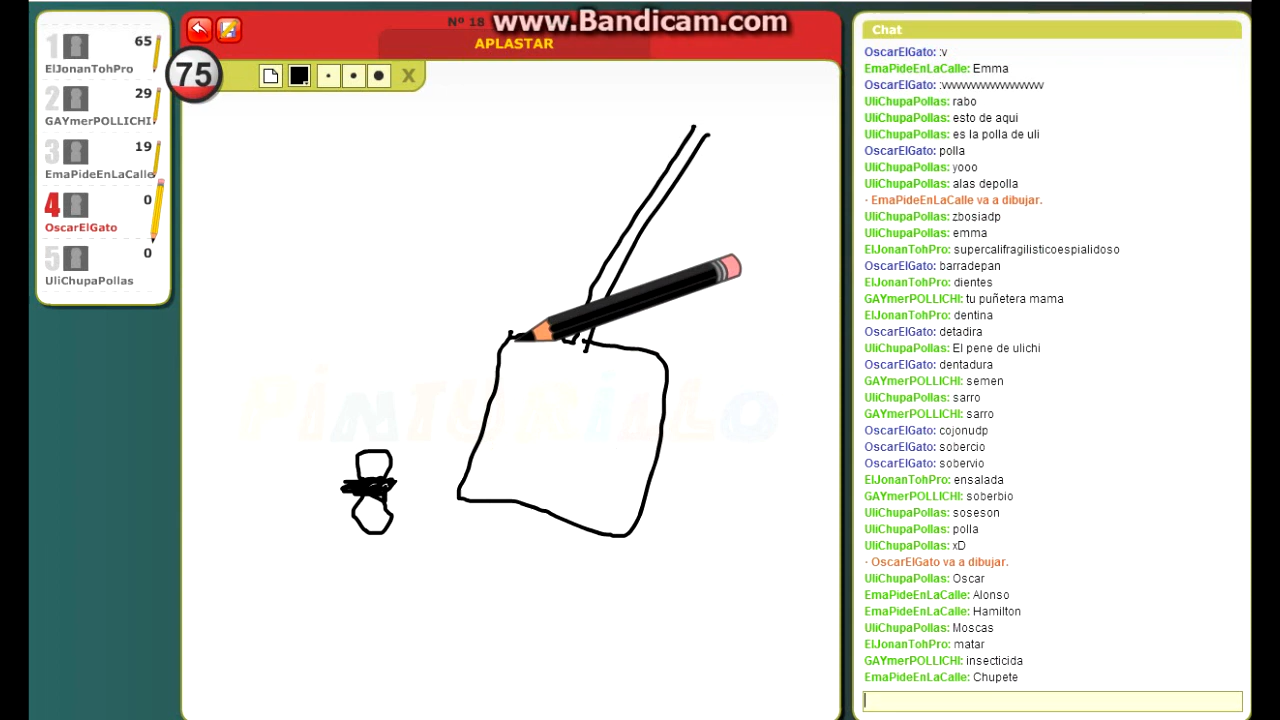 www.Bandicam.com
Nº 18
APLASTAR
75
1 65
ElJonanTohPro
2 29
GAYmerPOLLICHI
3 19
EmaPideEnLaCalle
4 0
OscarElGato
5 0
UliChupaPollas
X
PINTURILLO
Chat
OscarElGato: :v
EmaPideEnLaCalle: Emma
OscarElGato: :vwwwwwwwwwwwww
UliChupaPollas: rabo
UliChupaPollas: esto de aqui
UliChupaPollas: es la polla de uli
OscarElGato: polla
UliChupaPollas: yooo
UliChupaPollas: alas depolla
· EmaPideEnLaCalle va a dibujar.
UliChupaPollas: zbosiadp
UliChupaPollas: emma
ElJonanTohPro: supercalifragilisticoespialidoso
OscarElGato: barradepan
ElJonanTohPro: dientes
GAYmerPOLLICHI: tu puñetera mama
ElJonanTohPro: dentina
OscarElGato: detadira
UliChupaPollas: El pene de ulichi
OscarElGato: dentadura
GAYmerPOLLICHI: semen
UliChupaPollas: sarro
GAYmerPOLLICHI: sarro
OscarElGato: cojonudp
OscarElGato: sobercio
OscarElGato: sobervio
ElJonanTohPro: ensalada
GAYmerPOLLICHI: soberbio
UliChupaPollas: soseson
UliChupaPollas: polla
UliChupaPollas: xD
· OscarElGato va a dibujar.
UliChupaPollas: Oscar
EmaPideEnLaCalle: Alonso
EmaPideEnLaCalle: Hamilton
UliChupaPollas: Moscas
ElJonanTohPro: matar
GAYmerPOLLICHI: insecticida
EmaPideEnLaCalle: Chupete